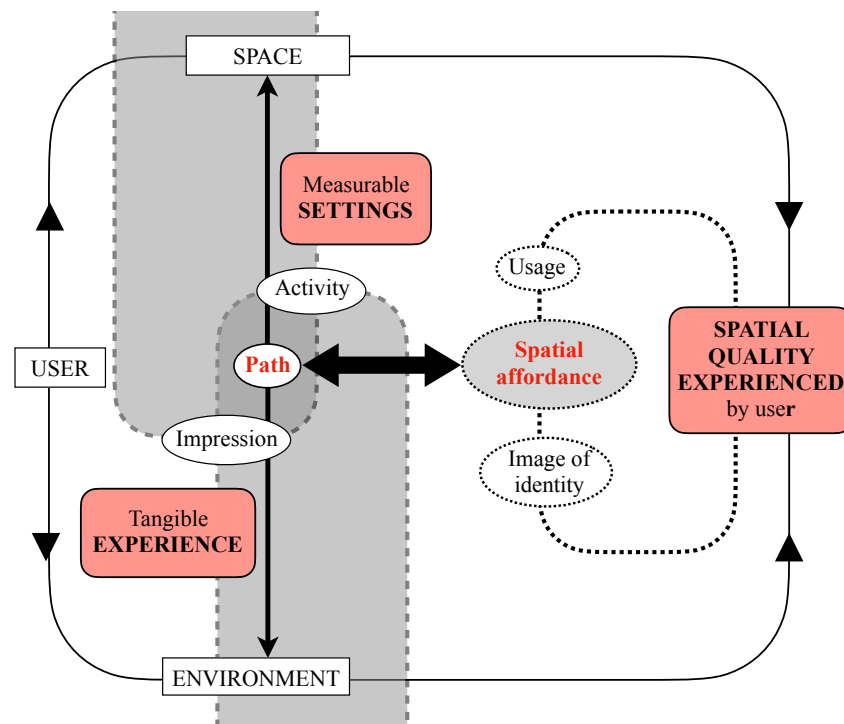 SPACE
Measurable
SETTINGS
Usage
Activity
USER
Path
Spatial
affordance
SPATIAL
QUALITY
EXPERIENCED
by user
Impression
Image of
identity
Tangible
EXPERIENCE
ENVIRONMENT